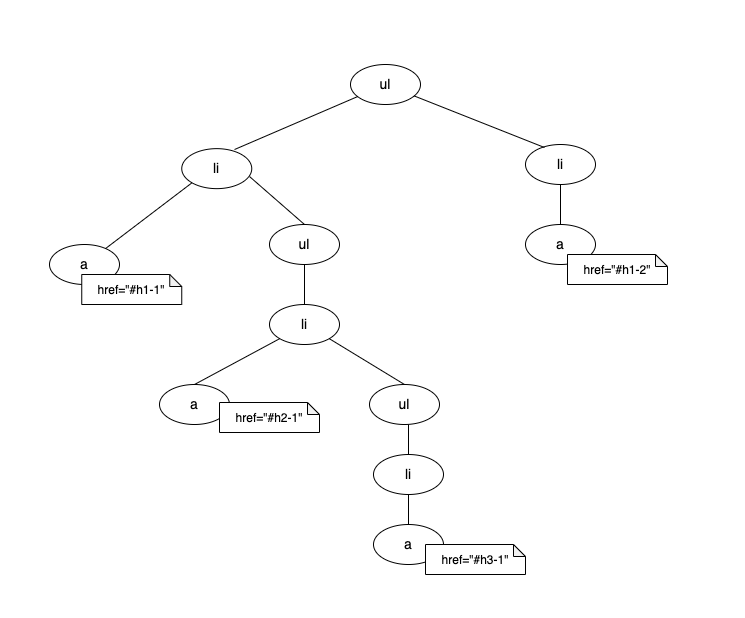 ul
li
li
a
href="#h1-1"
ul
a
href="#h1-2"
li
a
href="#h2-1"
ul
li
a
href="#h3-1"